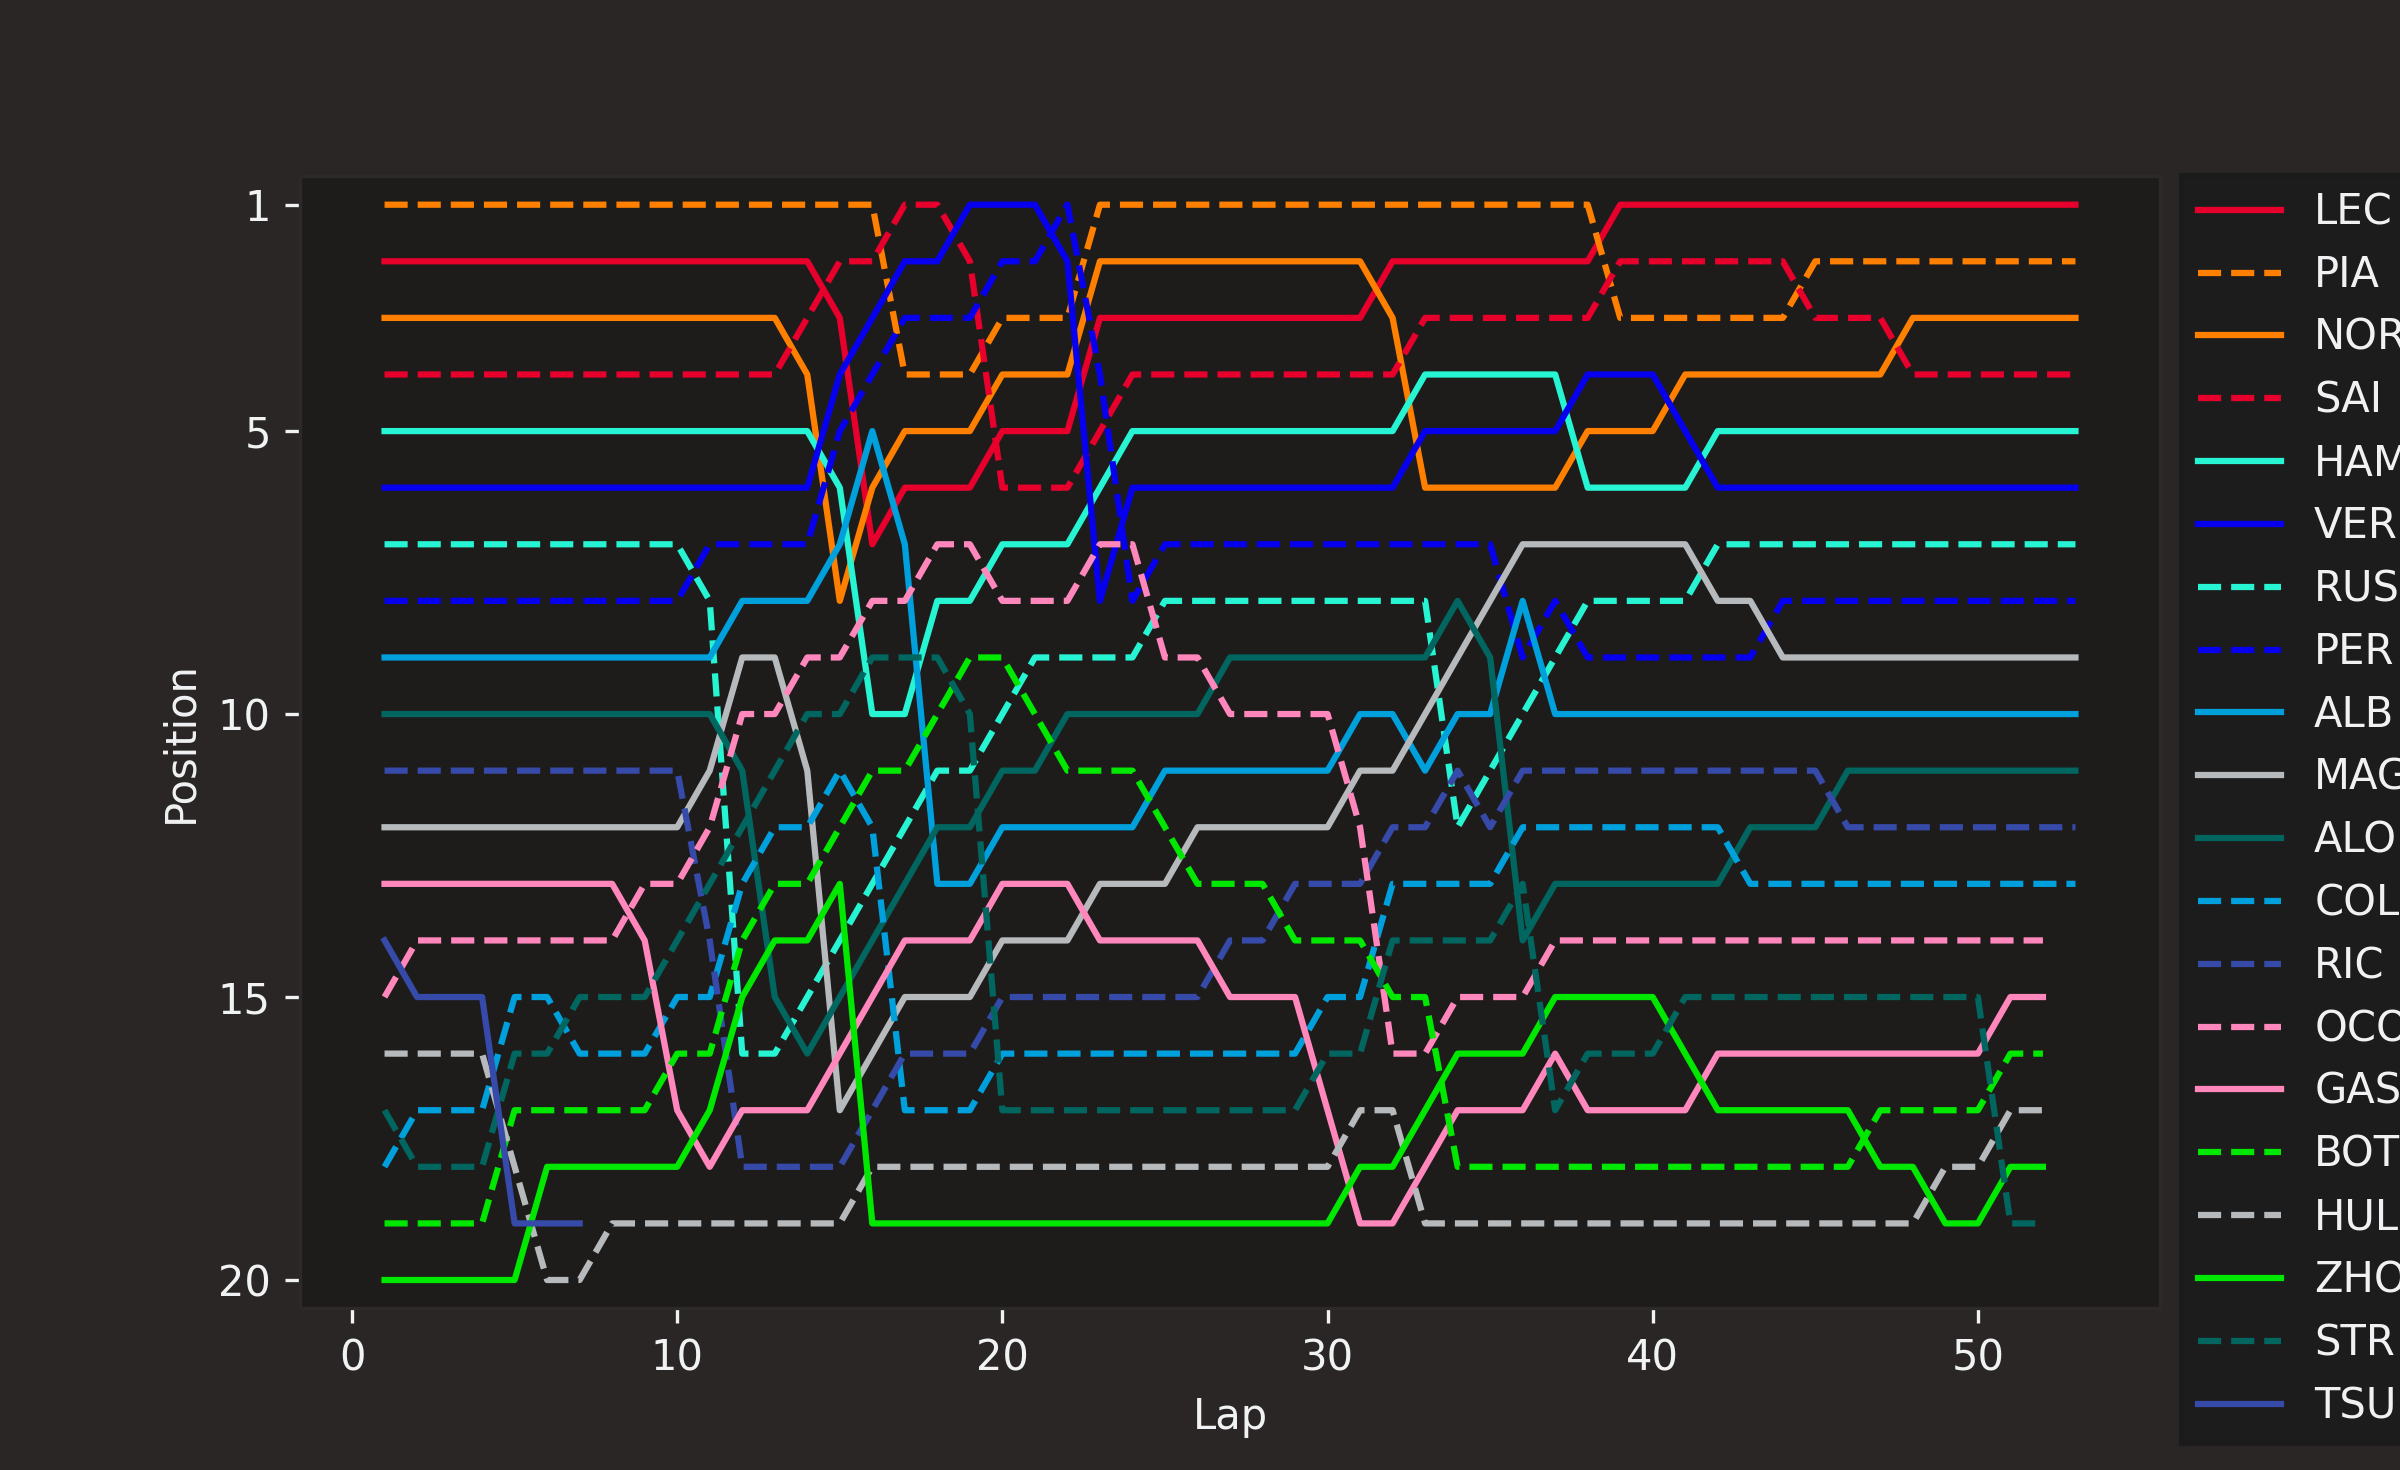 1
5
10
15
20
Position
0 10 20 30 40 50
Lap
LEC
PIA
NOR
SAI
HAM
VER
RUS
PER
ALB
MAG
ALO
COL
RIC
OCO
GAS
BOT
HUL
ZHO
STR
TSU